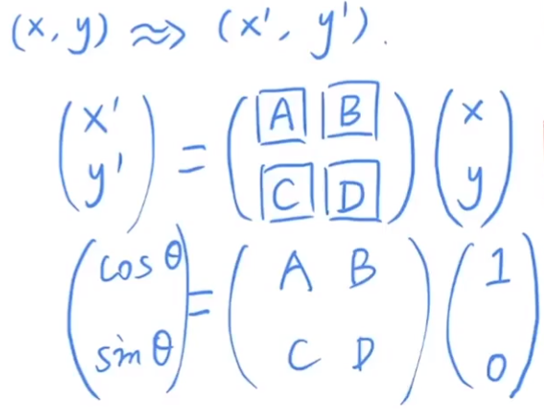 (x, y) ⇝ (x', y').
(x' y') = (A B C D) (x y)
(cos θ sin θ) = (A B C D) (1 0)